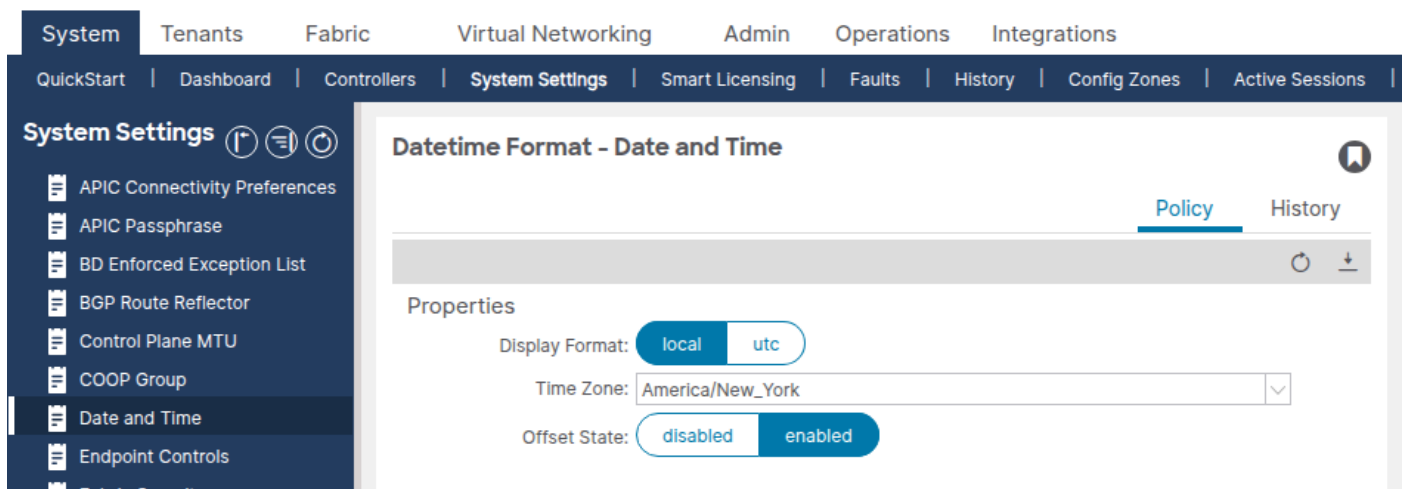 System Tenants Fabric Virtual Networking Admin Operations Integrations
QuickStart | Dashboard | Controllers | System Settings | Smart Licensing | Faults | History | Config Zones | Active Sessions |
System Settings
APIC Connectivity Preferences
APIC Passphrase
BD Enforced Exception List
BGP Route Reflector
Control Plane MTU
COOP Group
Date and Time
Endpoint Controls
Datetime Format - Date and Time
Policy History
Properties
Display Format: local utc
Time Zone: America/New_York
Offset State: disabled enabled